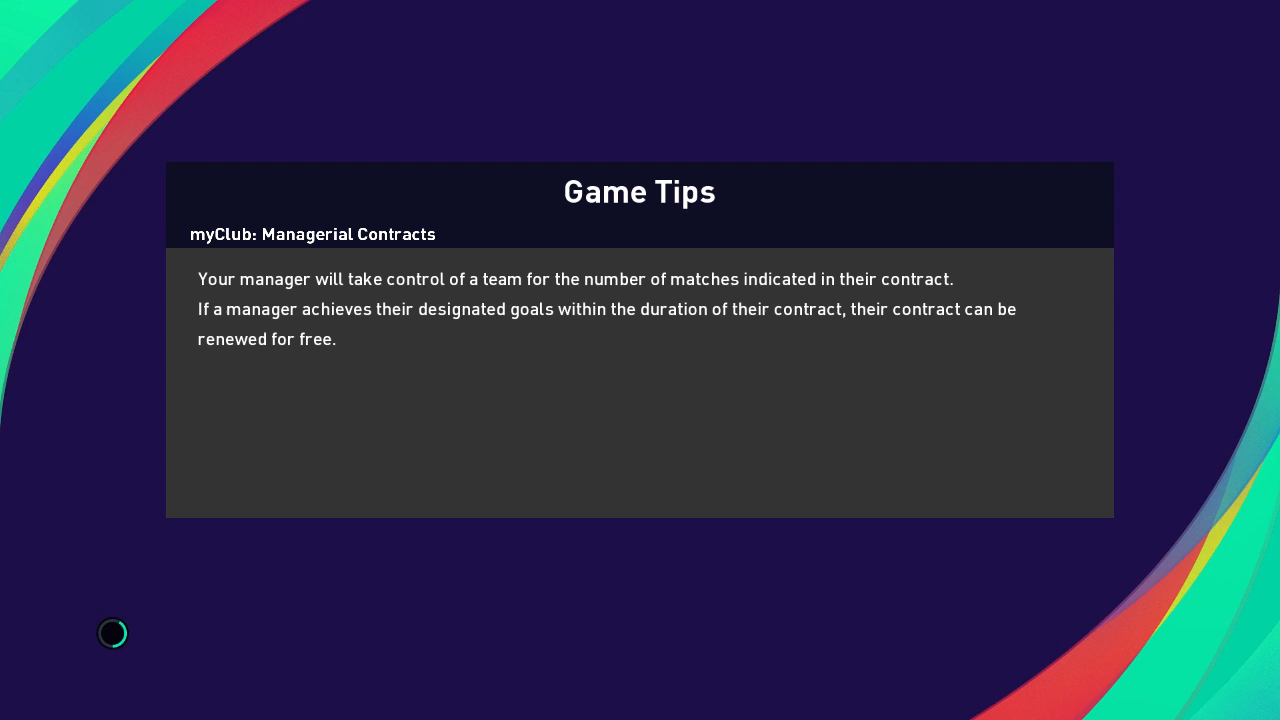 Game Tips
myClub: Managerial Contracts
Your manager will take control of a team for the number of matches indicated in their contract.
If a manager achieves their designated goals within the duration of their contract, their contract can be
renewed for free.